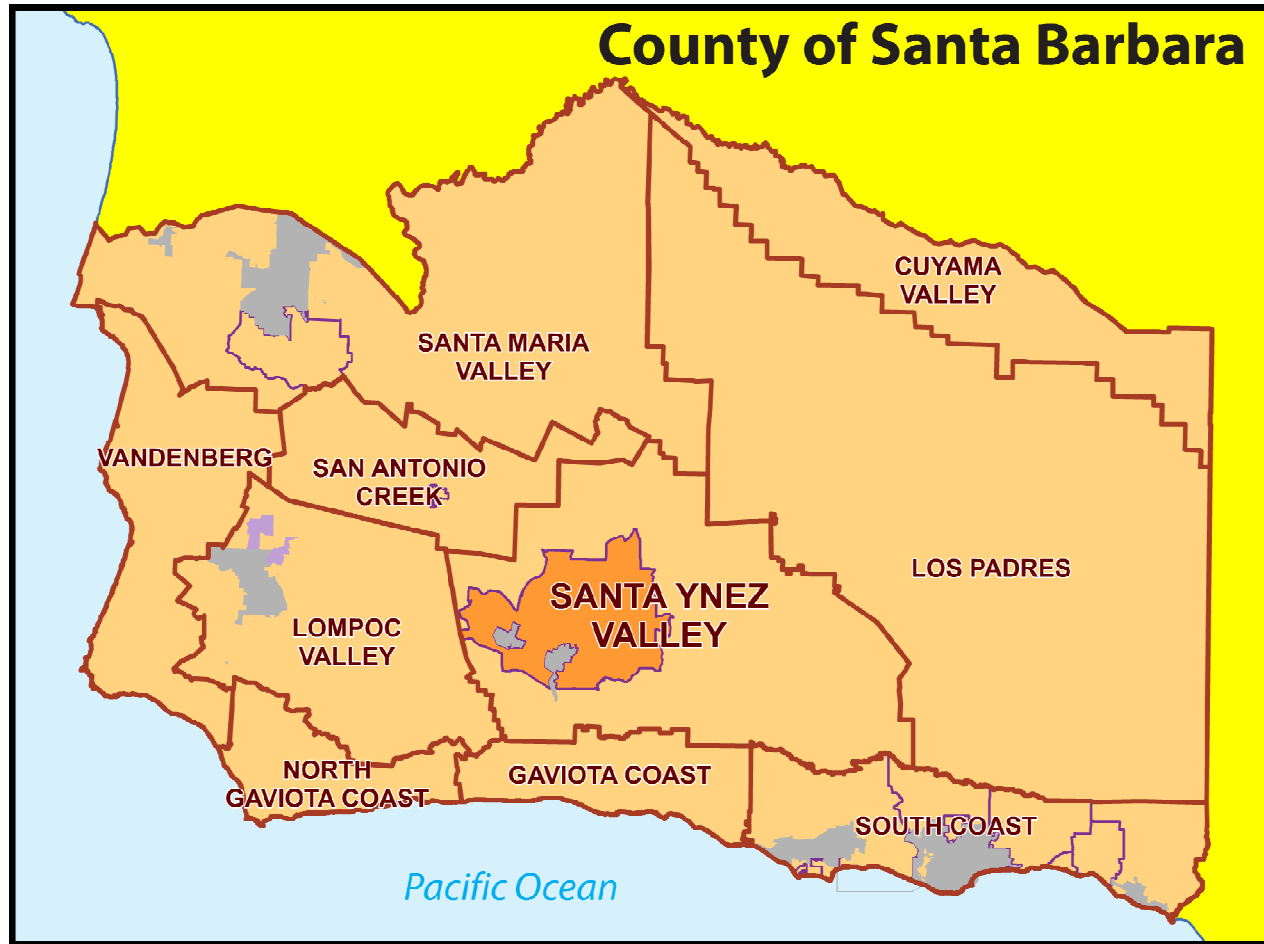 County of Santa Barbara
CUYAMA
VALLEY
SANTA MARIA
VALLEY
VANDENBERG
SAN ANTONIO
CREEK
LOS PADRES
SANTA YNEZ
VALLEY
LOMPOC
VALLEY
NORTH
GAVIOTA COAST
GAVIOTA COAST
SOUTH COAST
Pacific Ocean